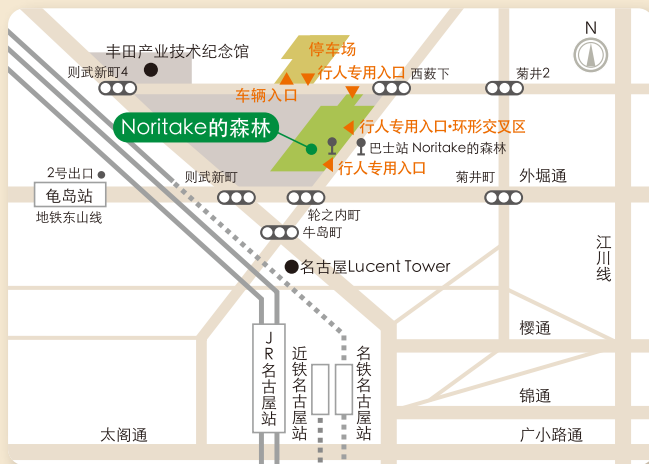 N
停车场
丰田产业技术纪念馆
则武新町4
行人专用入口
西薮下
菊井2
车辆入口
Noritake的森林
行人专用入口·环形交叉区
巴士站 Noritake的森林
行人专用入口
2号出口
龟岛站
地铁东山线
则武新町
菊井町
外堀通
轮之内町
牛岛町
江川线
名古屋Lucent Tower
樱通
JR名古屋站
近铁名古屋站
名铁名古屋站
锦通
太阁通
广小路通